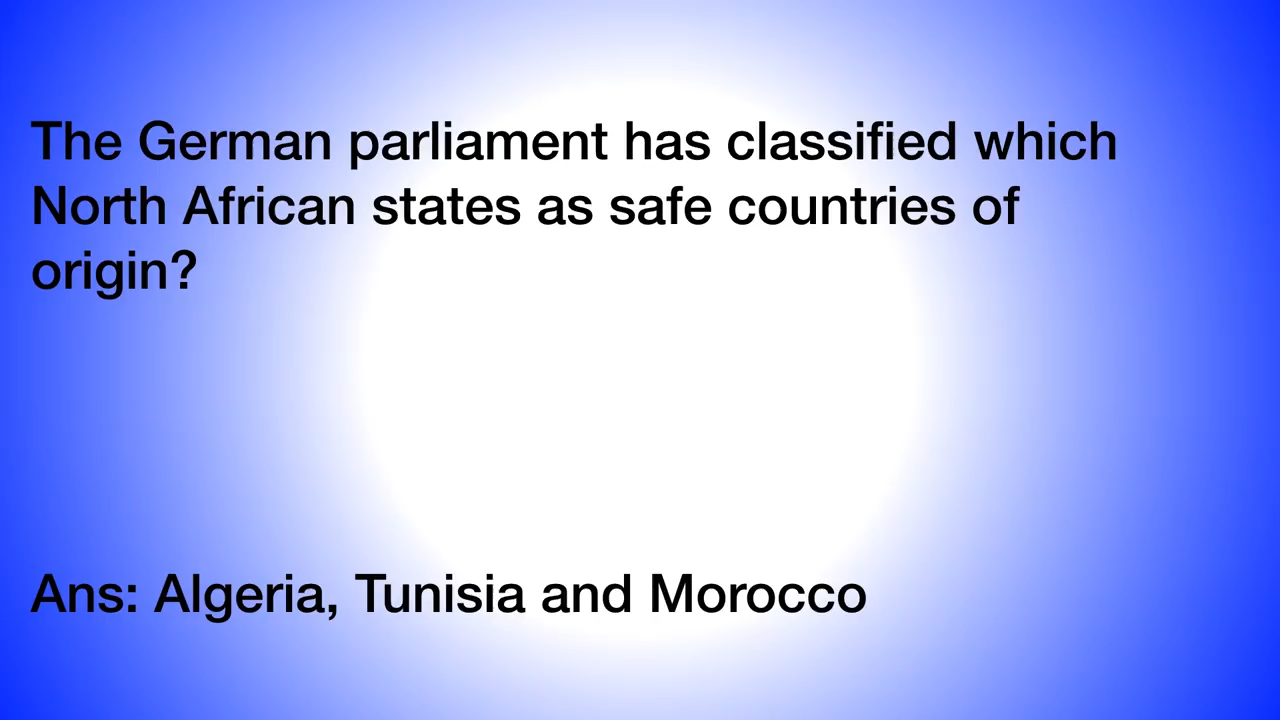 The German parliament has classified which
North African states as safe countries of
origin?
Ans: Algeria, Tunisia and Morocco